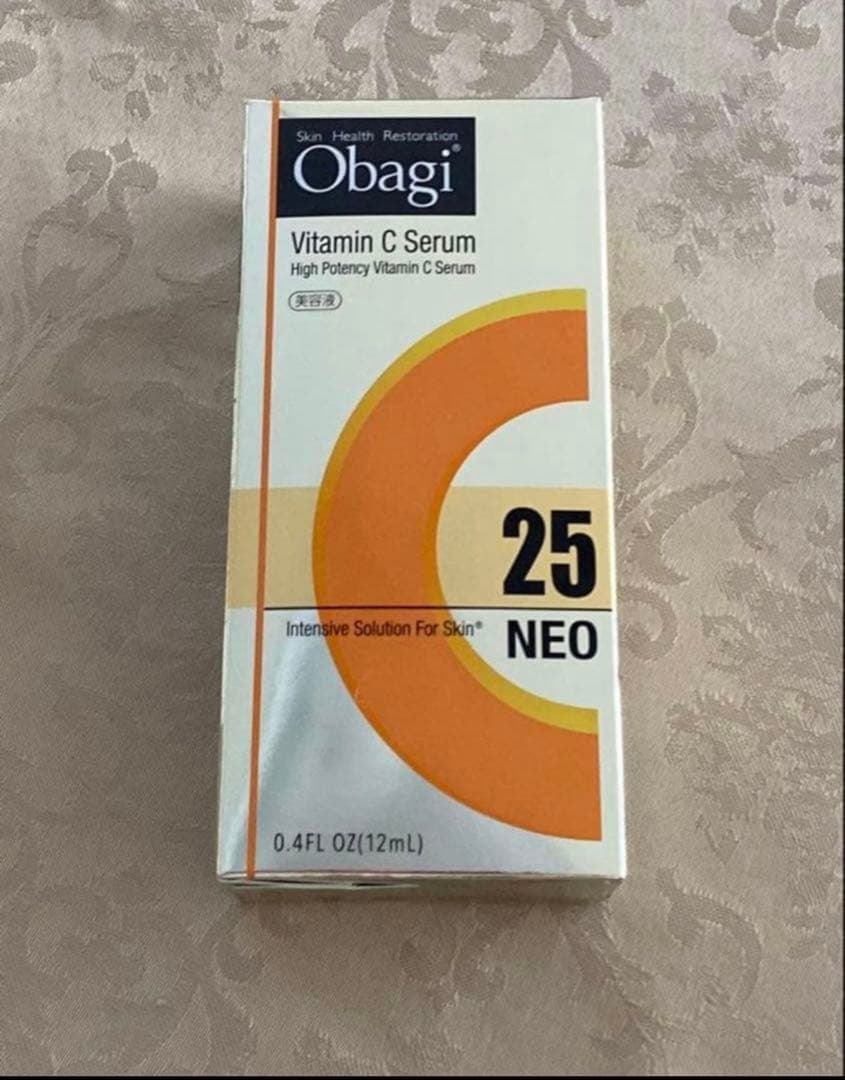 Skin Health Restoration
Obagi®
Vitamin C Serum
High Potency Vitamin C Serum
美容液
25
Intensive Solution For Skin®
NEO
0.4FL OZ(12mL)